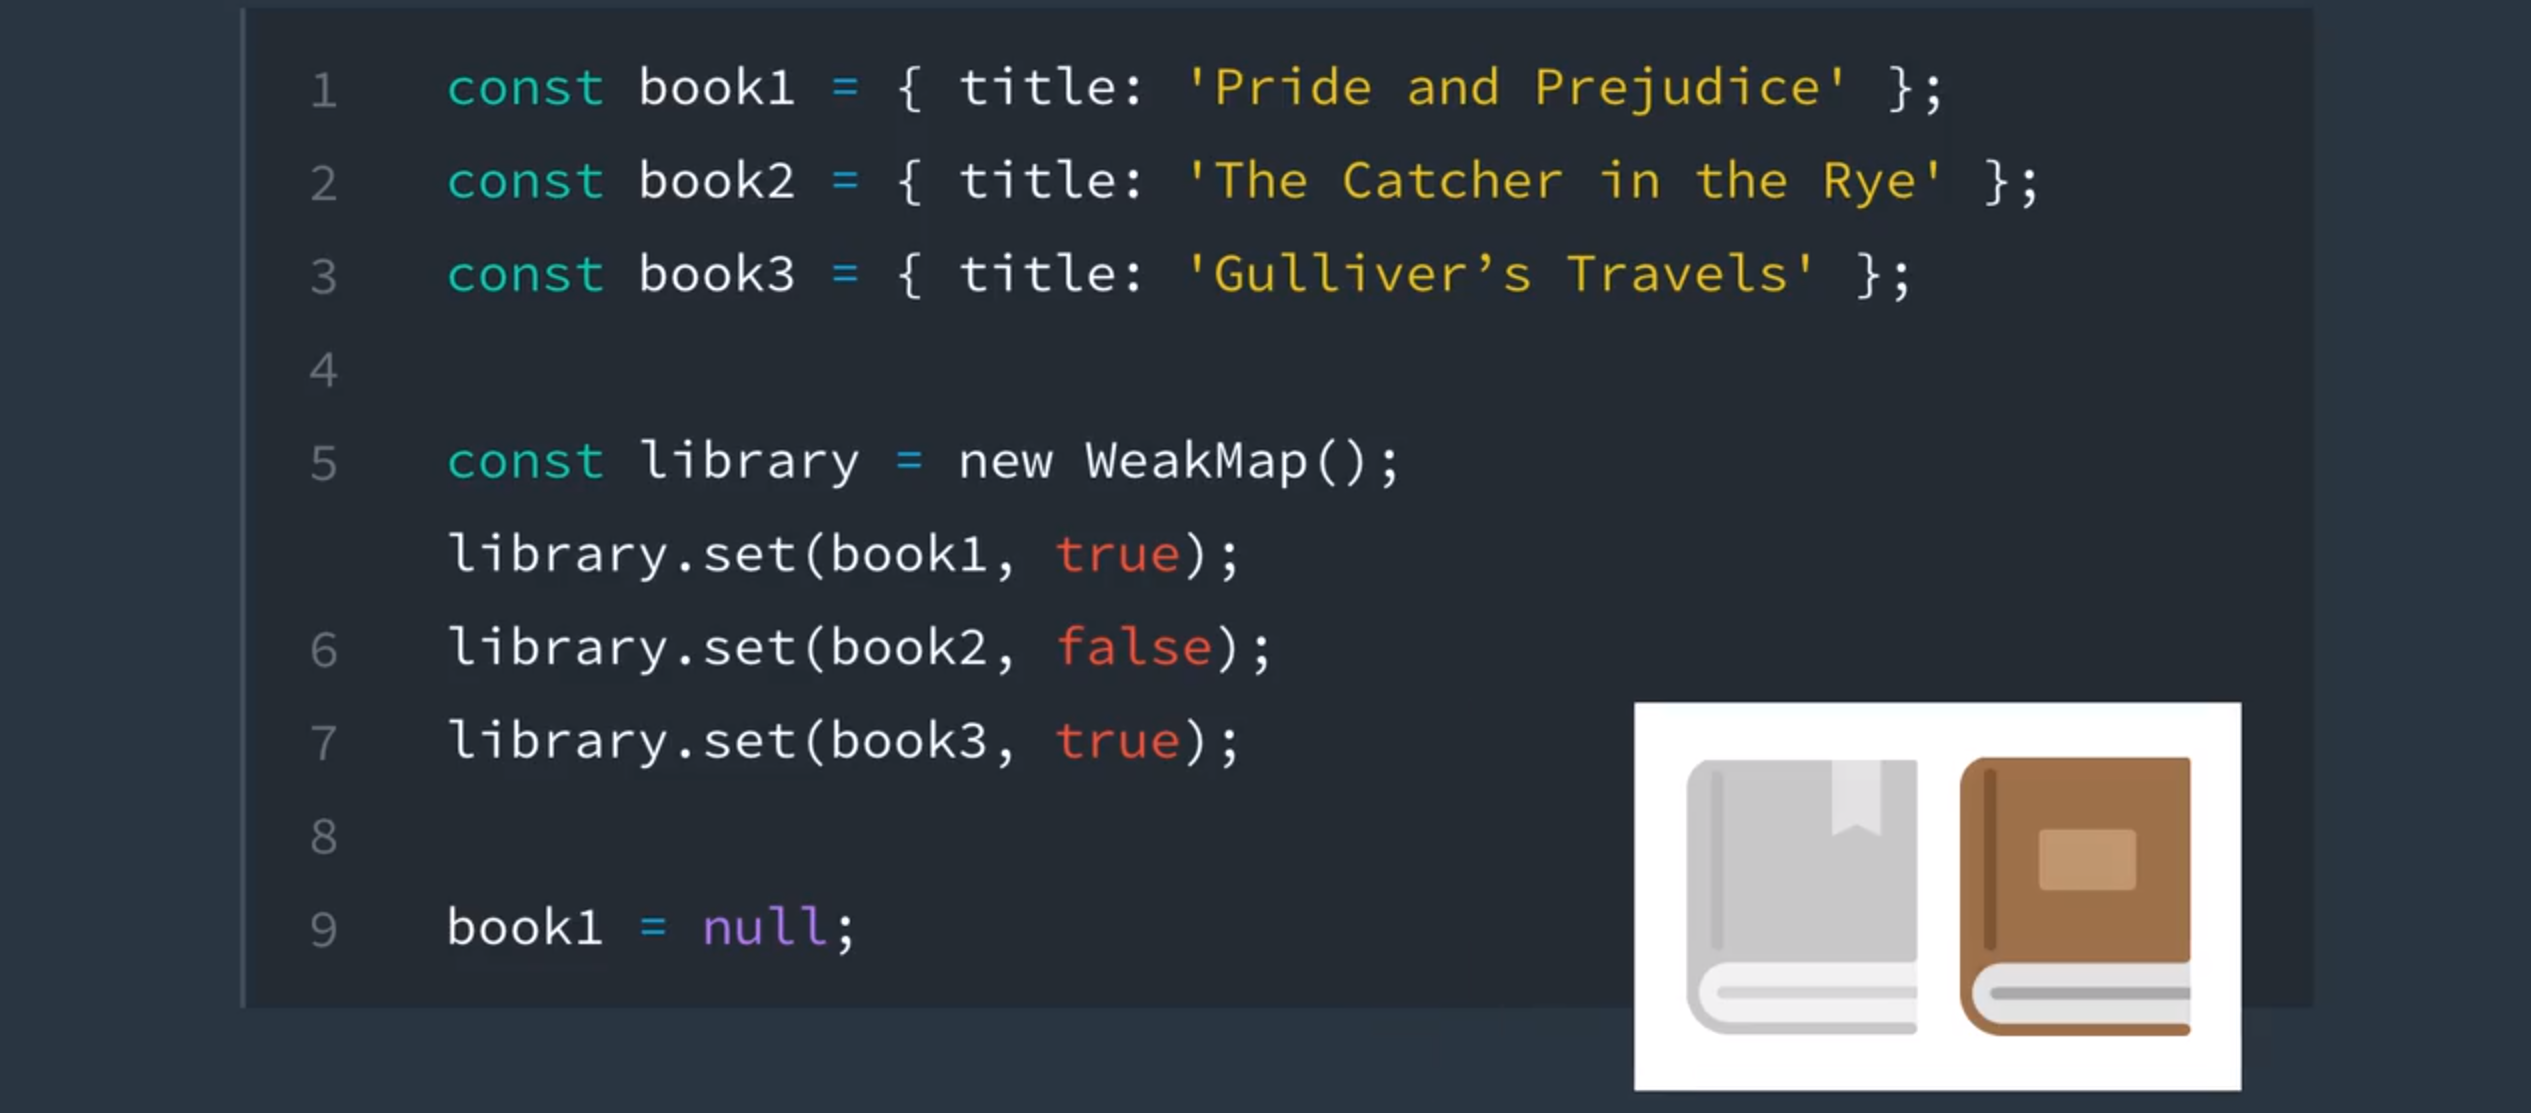 1 const book1 = { title: 'Pride and Prejudice' };
2 const book2 = { title: 'The Catcher in the Rye' };
3 const book3 = { title: 'Gulliver’s Travels' };
4
5 const library = new WeakMap();
library.set(book1, true);
6 library.set(book2, false);
7 library.set(book3, true);
8
9 book1 = null;